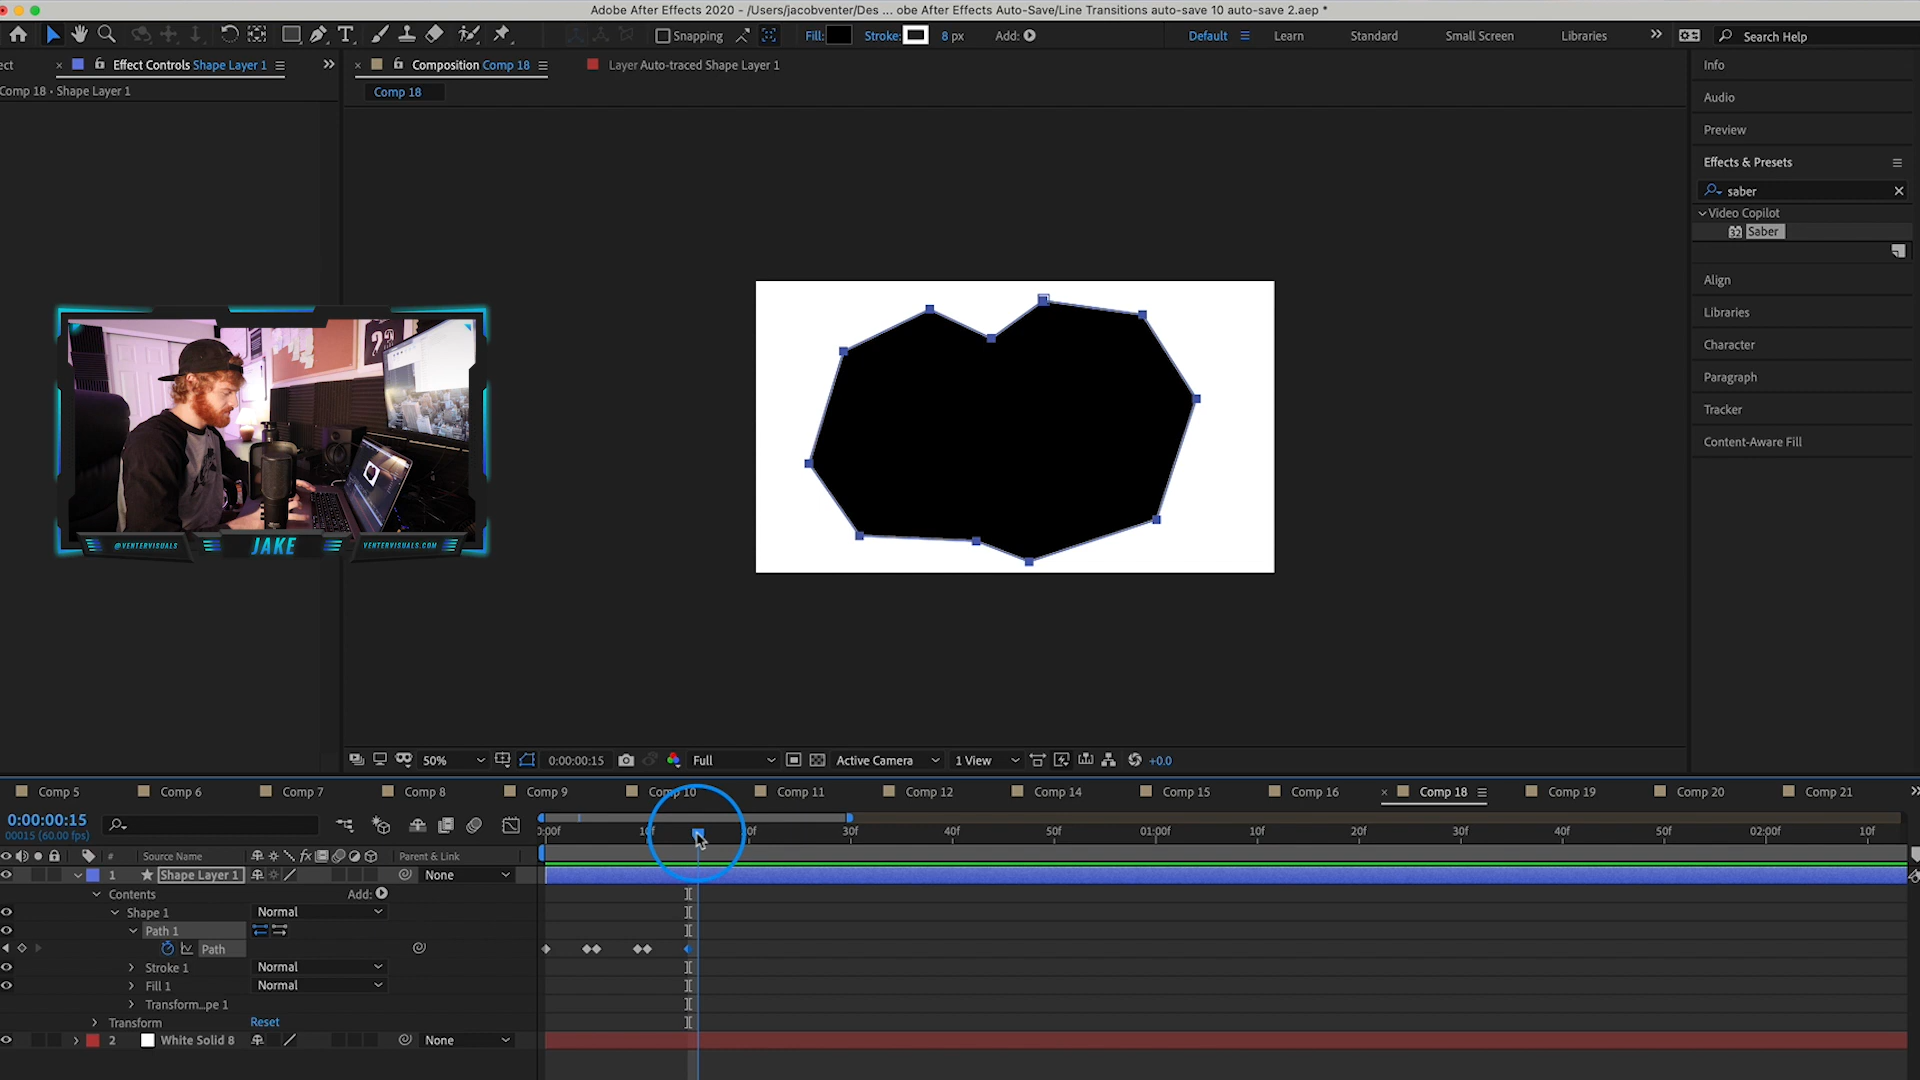 Adobe After Effects 2020 - /Users/jacobventer/Des ... obe After Effects Auto-Save/Line Transitions auto-save 10 auto-save 2.aep *
Snapping
Fill:
Stroke:
8 px
Add:
Default
Learn
Standard
Small Screen
Libraries
Search Help
ect
Effect Controls Shape Layer 1
Composition Comp 18
Layer Auto-traced Shape Layer 1
Comp 18 • Shape Layer 1
Comp 18
Info
Audio
Preview
Effects & Presets
saber
Video Copilot
32
Saber
Align
Libraries
Character
Paragraph
Tracker
Content-Aware Fill
@VENTERVISUALS
JAKE
VENTERVISUALS.COM
50%
0:00:00:15
Full
Active Camera
1 View
+0.0
Comp 5
Comp 6
Comp 7
Comp 8
Comp 9
Comp 10
Comp 11
Comp 12
Comp 14
Comp 15
Comp 16
Comp 18
Comp 19
Comp 20
Comp 21
0:00:00:15
00015 (60.00 fps)
0:00f
10f
20f
30f
40f
50f
01:00f
10f
20f
30f
40f
50f
02:00f
10f
#
Source Name
fx
Parent & Link
1
Shape Layer 1
None
Contents
Add:
Shape 1
Normal
Path 1
Path
Stroke 1
Normal
Fill 1
Normal
Transform...pe 1
Transform
Reset
2
White Solid 8
None